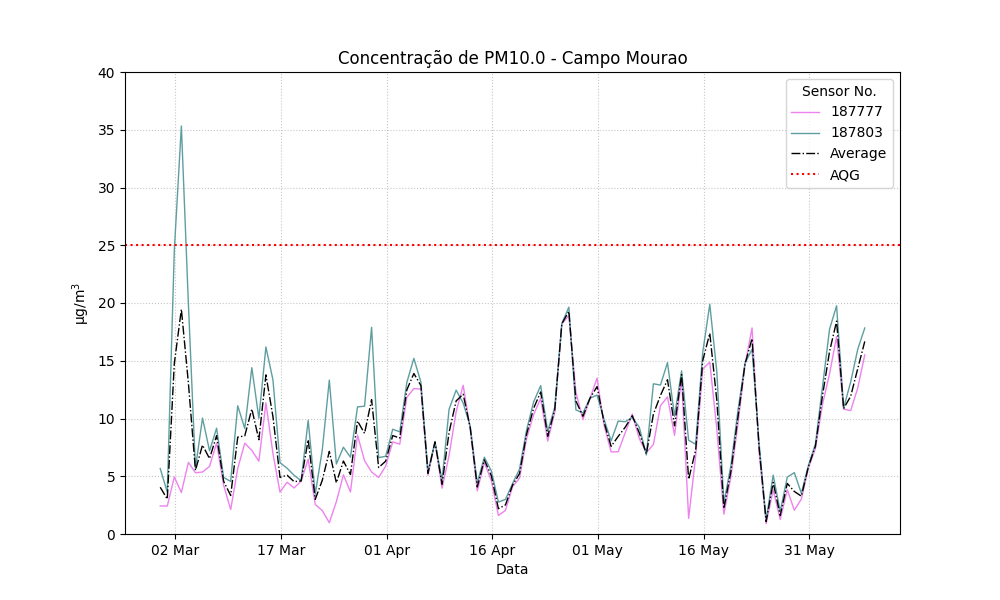 Concentração de PM10.0 - Campo Mourao
40
35
30
25
20
15
10
5
0
µg/m³
Sensor No.
187777
187803
Average
AQG
02 Mar
17 Mar
01 Apr
16 Apr
01 May
16 May
31 May
Data